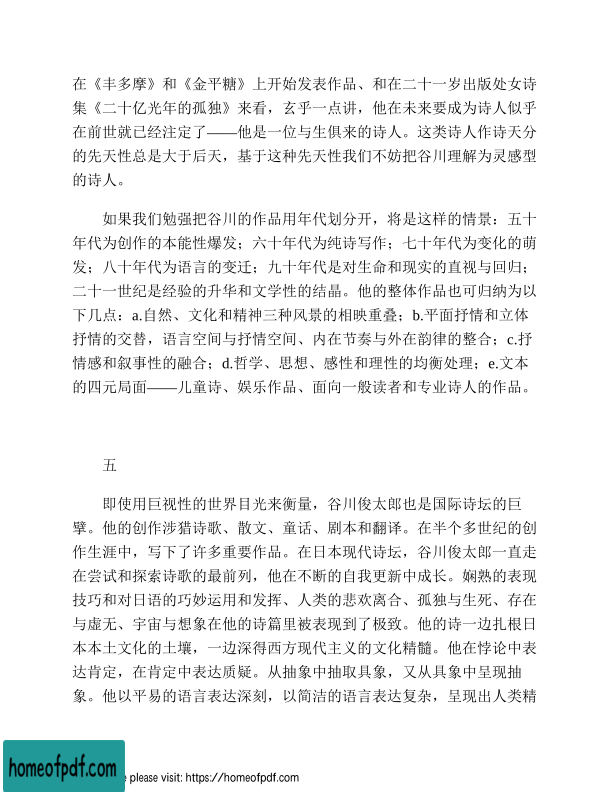 在《丰多摩》和《金平糖》上开始发表作品、和在二十一岁出版处女诗
集《二十亿光年的孤独》来看，玄乎一点讲，他在未来要成为诗人似乎
在前世就已经注定了——他是一位与生俱来的诗人。这类诗人作诗天分
的先天性总是大于后天，基于这种先天性我们不妨把谷川理解为灵感型
的诗人。
如果我们勉强把谷川的作品用年代划分开，将是这样的情景：五十
年代为创作的本能性爆发；六十年代为纯诗写作；七十年代为变化的萌
发；八十年代为语言的变迁；九十年代是对生命和现实的直视与回归；
二十一世纪是经验的升华和文学性的结晶。他的整体作品也可归纳为以
下几点：a.自然、文化和精神三种风景的相映重叠；b.平面抒情和立体
抒情的交替，语言空间与抒情空间、内在节奏与外在韵律的整合；c.抒
情感和叙事性的融合；d.哲学、思想、感性和理性的均衡处理；e.文本
的四元局面——儿童诗、娱乐作品、面向一般读者和专业诗人的作品。
五
即使用巨视性的世界目光来衡量，谷川俊太郎也是国际诗坛的巨
擘。他的创作涉猎诗歌、散文、童话、剧本和翻译。在半个多世纪的创
作生涯中，写下了许多重要作品。在日本现代诗坛，谷川俊太郎一直走
在尝试和探索诗歌的最前列，他在不断的自我更新中成长。娴熟的表现
技巧和对日语的巧妙运用和发挥、人类的悲欢离合、孤独与生死、存在
与虚无、宇宙与想象在他的诗篇里被表现到了极致。他的诗一边扎根日
本本土文化的土壤，一边深得西方现代主义的文化精髓。他在悖论中表
达肯定，在肯定中表达质疑。从抽象中抽取具象，又从具象中呈现抽
象。他以平易的语言表达深刻，以简洁的语言表达复杂，呈现出人类精
homeofpdf.com
e please visit: https://homeofpdf.com